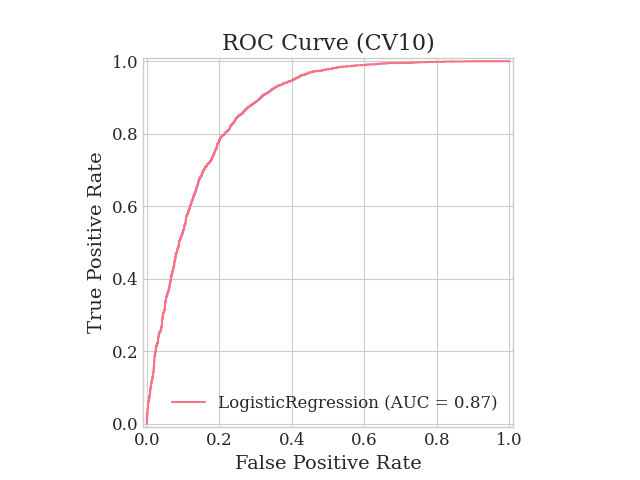 ROC Curve (CV10)
1.0
0.8
0.6
0.4
0.2
0.0
True Positive Rate
LogisticRegression (AUC = 0.87)
0.0 0.2 0.4 0.6 0.8 1.0
False Positive Rate